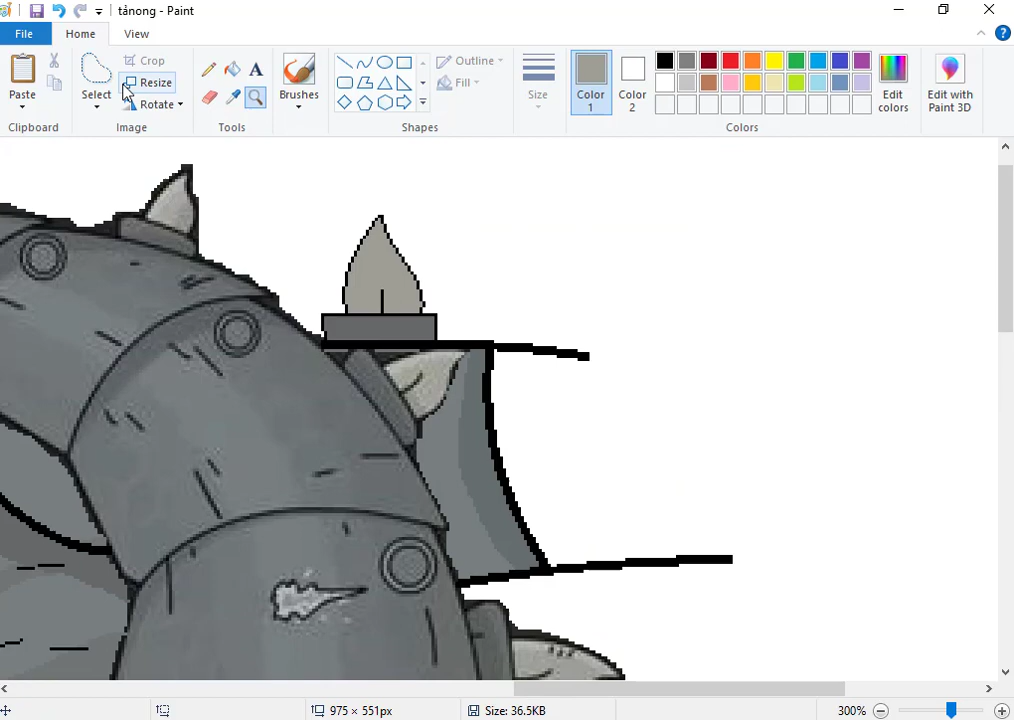 tảnong - Paint
File
Home
View
Paste
Clipboard
Select
Crop
Resize
Rotate
Image
A
Tools
Brushes
Outline
Fill
Shapes
Size
Color 1
Color 2
Edit colors
Edit with Paint 3D
Colors
975 × 551px
Size: 36.5KB
300%